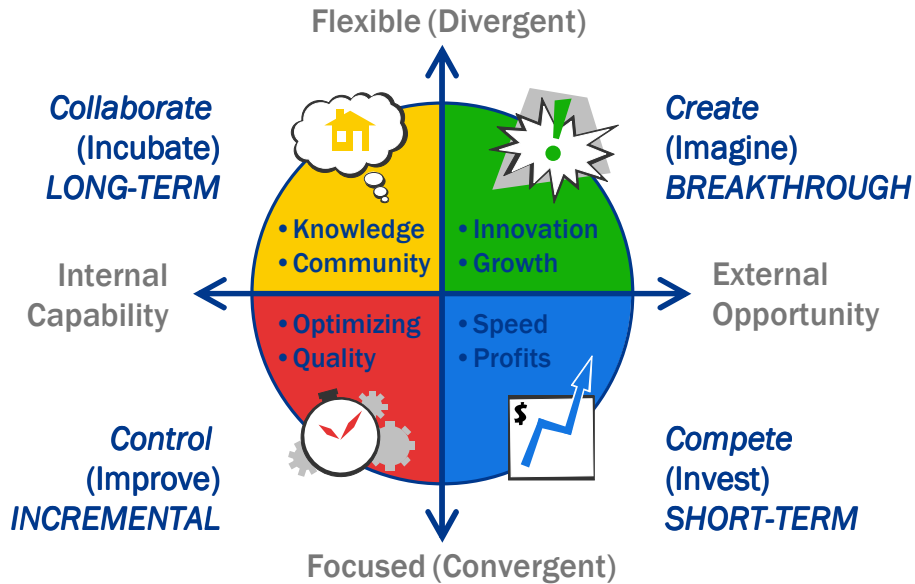 Flexible (Divergent)
Collaborate
(Incubate)
LONG-TERM
Create
(Imagine)
BREAKTHROUGH
• Knowledge
• Community
• Innovation
• Growth
Internal
Capability
External
Opportunity
• Optimizing
• Quality
• Speed
• Profits
$
Control
(Improve)
INCREMENTAL
Compete
(Invest)
SHORT-TERM
Focused (Convergent)